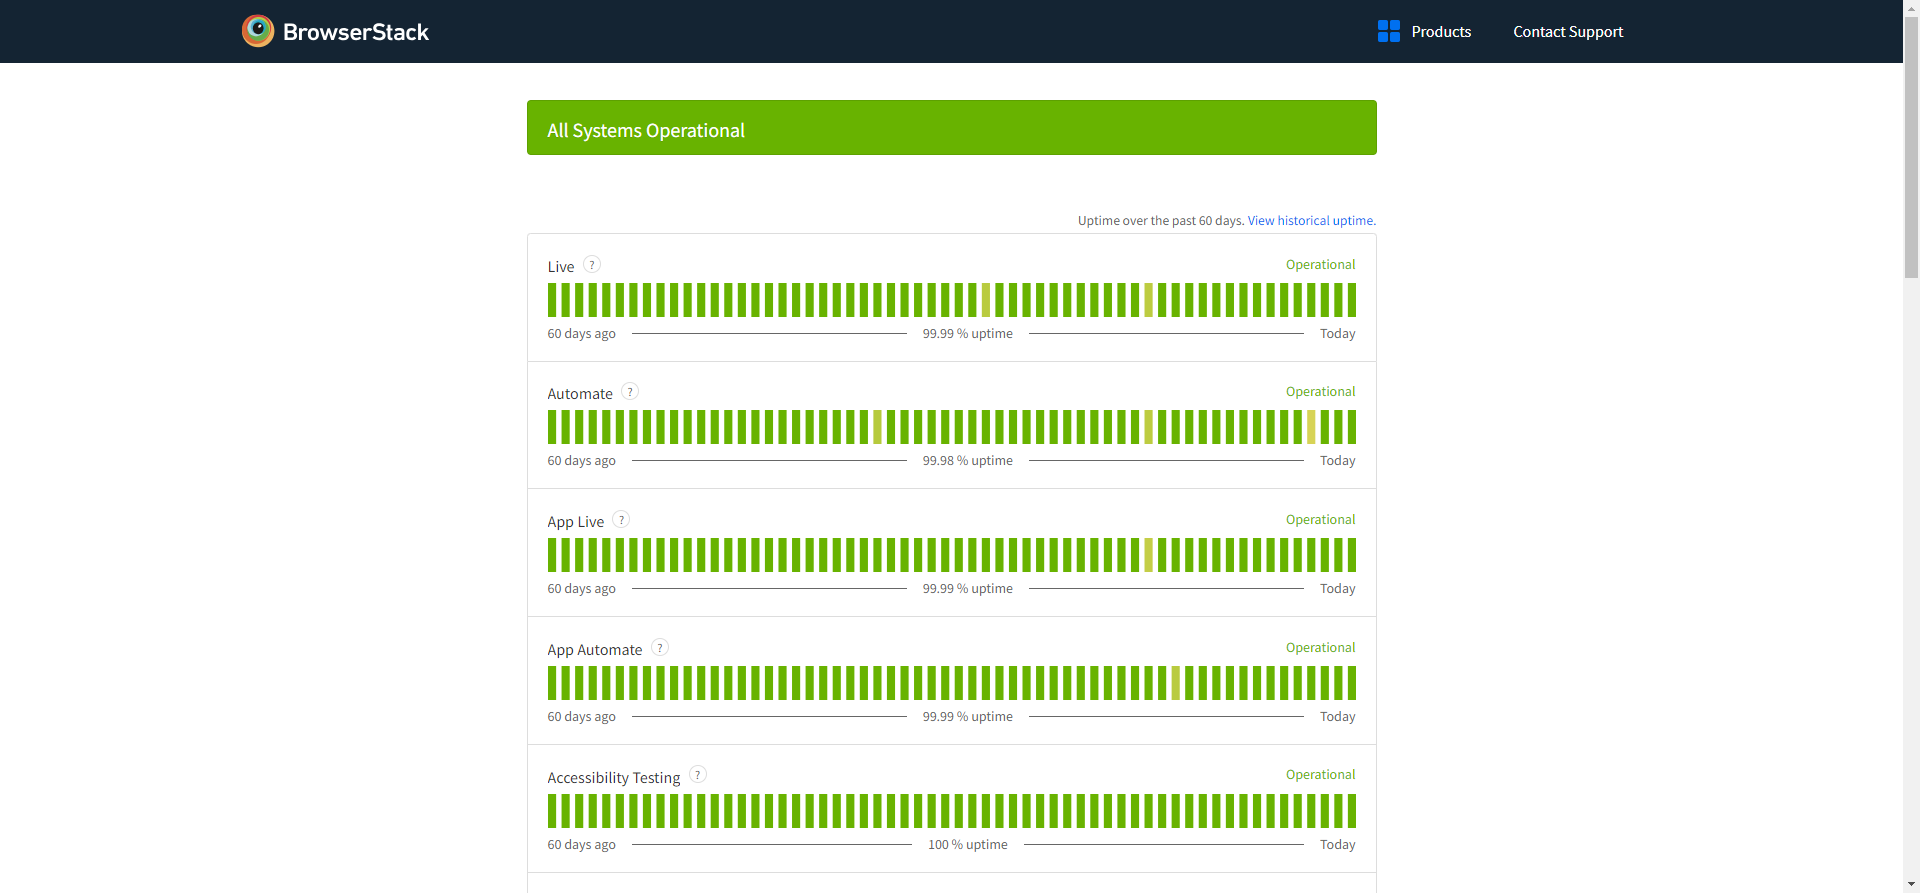 BrowserStack
Products
Contact Support
All Systems Operational
Uptime over the past 60 days. View historical uptime.
Live ? Operational
60 days ago 99.99 % uptime Today
Automate ? Operational
60 days ago 99.98 % uptime Today
App Live ? Operational
60 days ago 99.99 % uptime Today
App Automate ? Operational
60 days ago 99.99 % uptime Today
Accessibility Testing ? Operational
60 days ago 100 % uptime Today